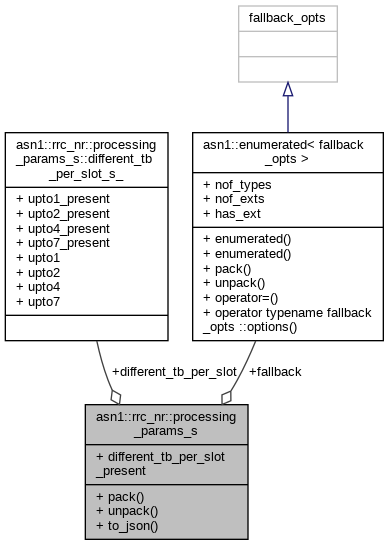 fallback_opts
asn1::rrc_nr::processing
_params_s::different_tb
_per_slot_s_
+ upto1_present
+ upto2_present
+ upto4_present
+ upto7_present
+ upto1
+ upto2
+ upto4
+ upto7
asn1::enumerated< fallback
_opts >
+ nof_types
+ nof_exts
+ has_ext
+ enumerated()
+ enumerated()
+ pack()
+ unpack()
+ operator=()
+ operator typename fallback
_opts ::options()
+different_tb_per_slot
+fallback
asn1::rrc_nr::processing
_params_s
+ different_tb_per_slot
_present
+ pack()
+ unpack()
+ to_json()